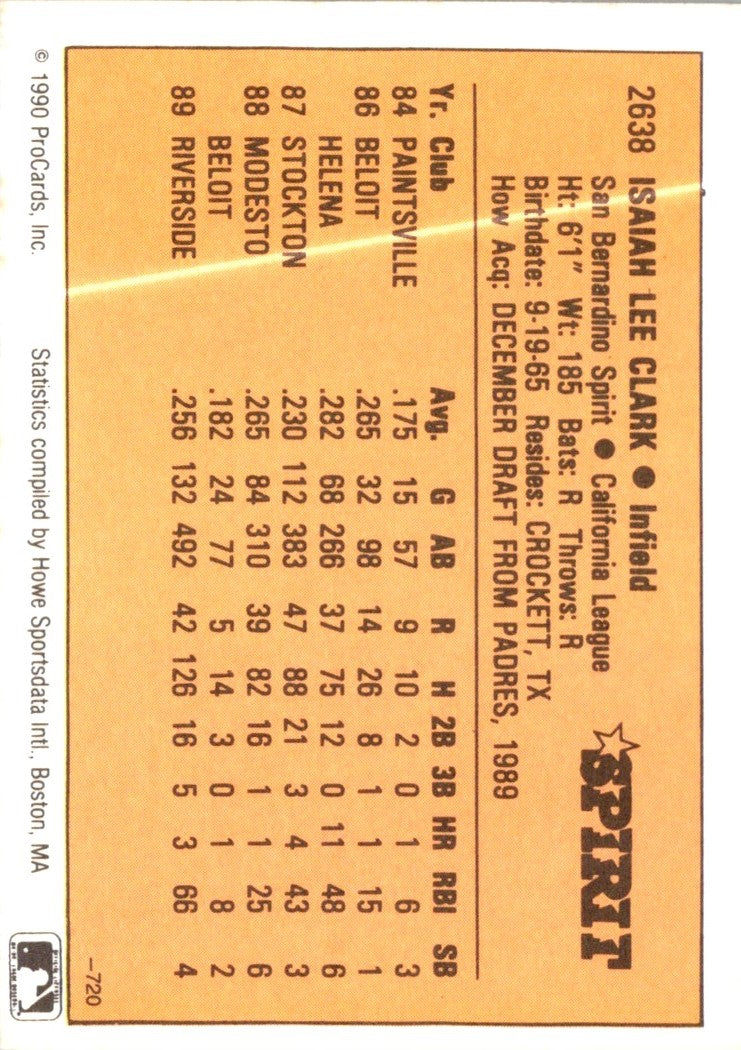 2638 ISAIAH LEE CLARK ● Infield
San Bernardino Spirit ● California League
Ht: 6'1" Wt: 185 Bats: R Throws: R
Birthdate: 9-19-65 Resides: CROCKETT, TX
How Acq: DECEMBER DRAFT FROM PADRES, 1989
SPIRIT
Yr. Club Avg. G AB R H 2B 3B HR RBI SB
84 PAINTSVILLE .175 15 57 9 10 2 0 1 6 3
86 BELOIT .265 32 98 14 26 8 1 1 15 1
HELENA .282 68 266 37 75 12 0 11 48 6
87 STOCKTON .230 112 383 47 88 21 3 4 43 3
88 MODESTO .265 84 310 39 82 16 1 1 25 6
BELOIT .182 24 77 5 14 3 0 1 8 2
89 RIVERSIDE .256 132 492 42 126 16 5 3 66 4
–720
© 1990 ProCards, Inc. Statistics compiled by Howe Sportsdata Intl., Boston, MA